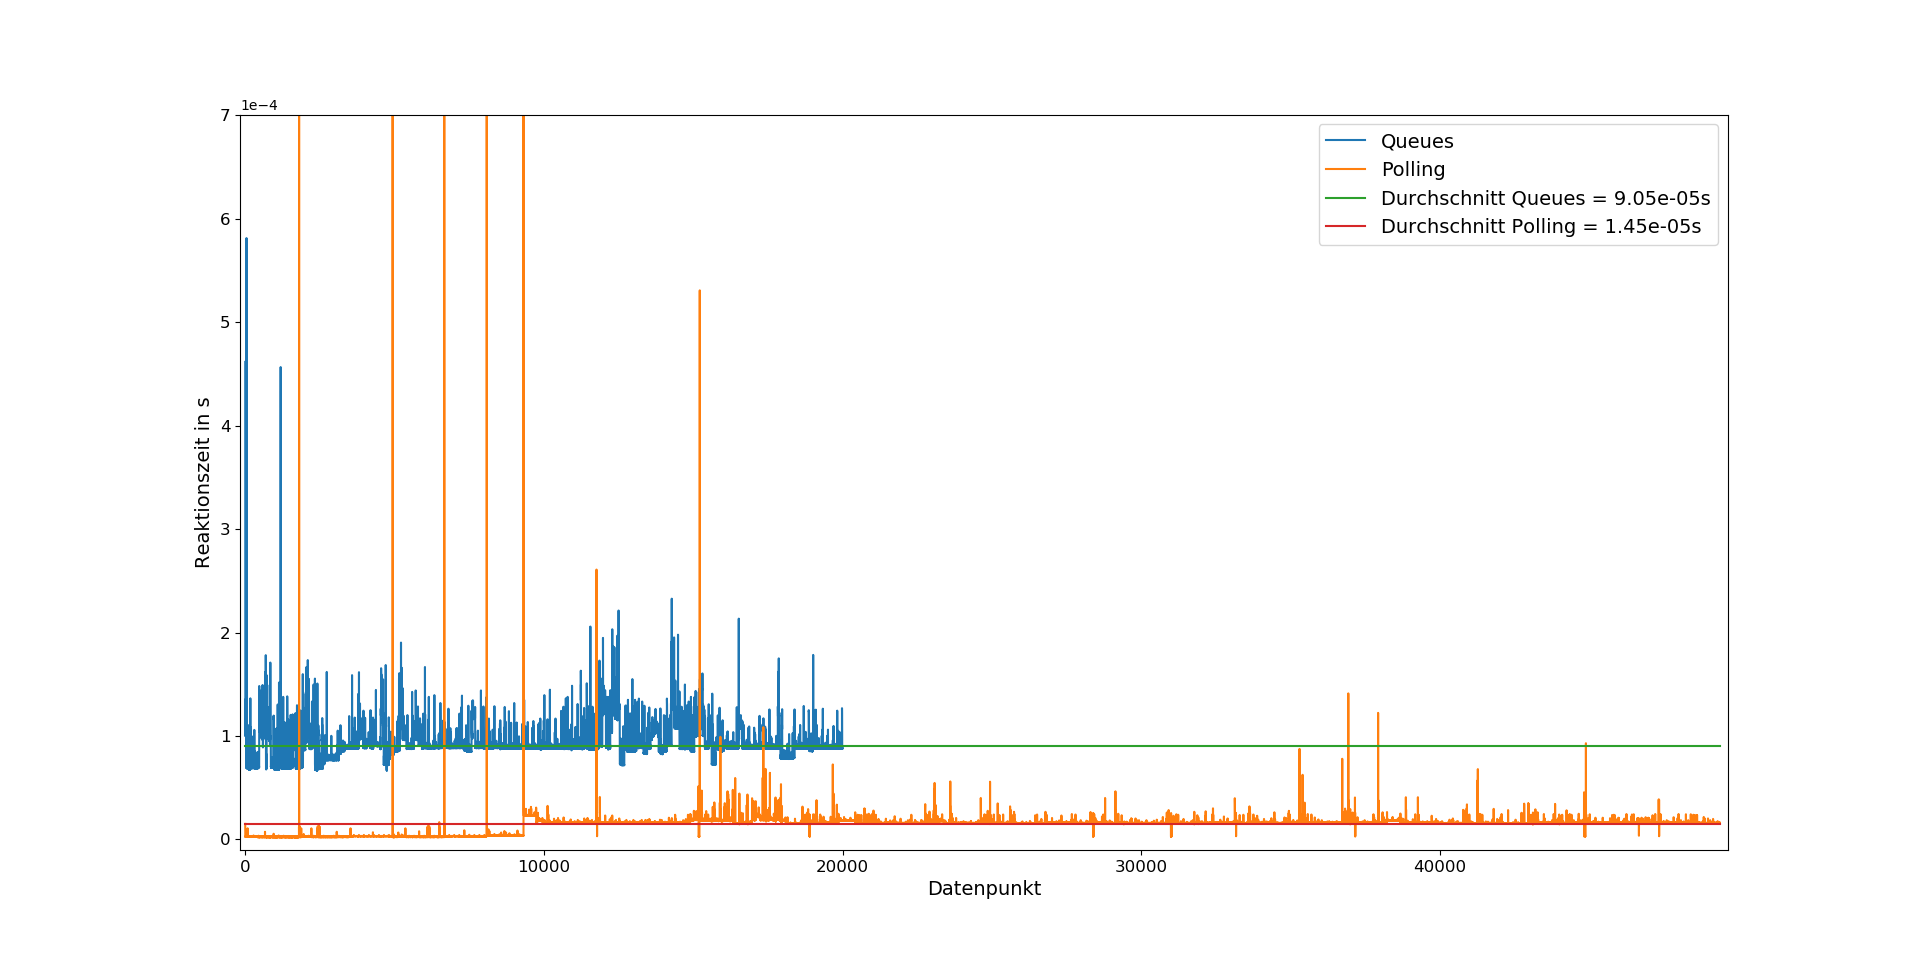 1e−4
7
6
5
4
3
2
1
0
Reaktionszeit in s
0
10000
20000
30000
40000
Datenpunkt
Queues
Polling
Durchschnitt Queues = 9.05e-05s
Durchschnitt Polling = 1.45e-05s